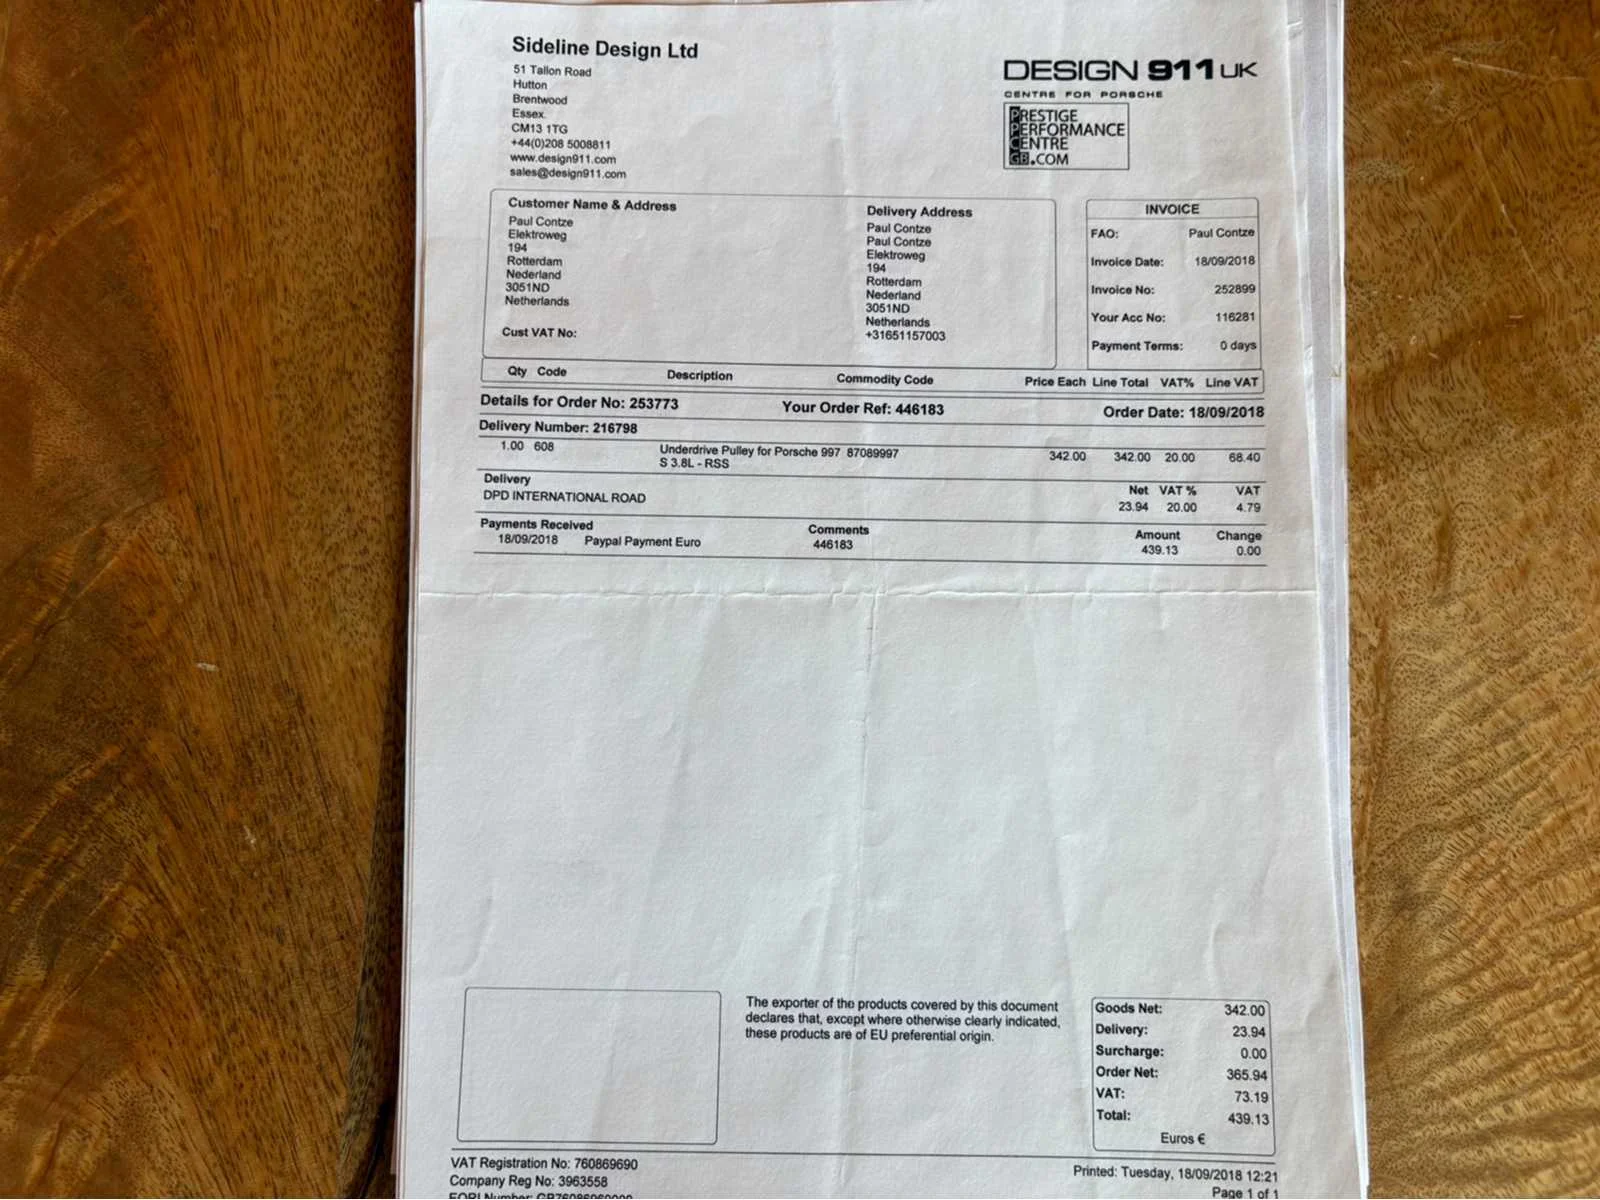 Sideline Design Ltd
51 Tallon Road
Hutton
Brentwood
Essex.
CM13 1TG
+44(0)208 5008811
www.design911.com
sales@design911.com
DESIGN 911 UK
CENTRE FOR PORSCHE
PRESTIGE
PERFORMANCE
CENTRE
GB.COM
Customer Name & Address
Paul Contze
Elektroweg
194
Rotterdam
Nederland
3051ND
Netherlands
Cust VAT No:
Delivery Address
Paul Contze
Paul Contze
Elektroweg
194
Rotterdam
Nederland
3051ND
Netherlands
+31651157003
INVOICE
FAO: Paul Contze
Invoice Date: 18/09/2018
Invoice No: 252899
Your Acc No: 116281
Payment Terms: 0 days
Qty Code Description Commodity Code Price Each Line Total VAT% Line VAT
Details for Order No: 253773 Your Order Ref: 446183 Order Date: 18/09/2018
Delivery Number: 216798
1.00 608 Underdrive Pulley for Porsche 997 87089997 342.00 342.00 20.00 68.40
S 3.8L - RSS
Delivery Net VAT % VAT
DPD INTERNATIONAL ROAD 23.94 20.00 4.79
Payments Received Comments Amount Change
18/09/2018 Paypal Payment Euro 446183 439.13 0.00
The exporter of the products covered by this document
declares that, except where otherwise clearly indicated,
these products are of EU preferential origin.
Goods Net: 342.00
Delivery: 23.94
Surcharge: 0.00
Order Net: 365.94
VAT: 73.19
Total: 439.13
Euros €
VAT Registration No: 760869690
Company Reg No: 3963558
EORI Number:
Printed: Tuesday, 18/09/2018 12:21
Page 1 of 1